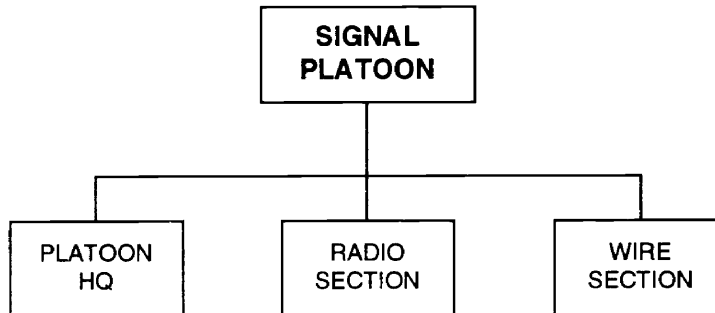 SIGNAL
PLATOON
PLATOON
HQ
RADIO
SECTION
WIRE
SECTION